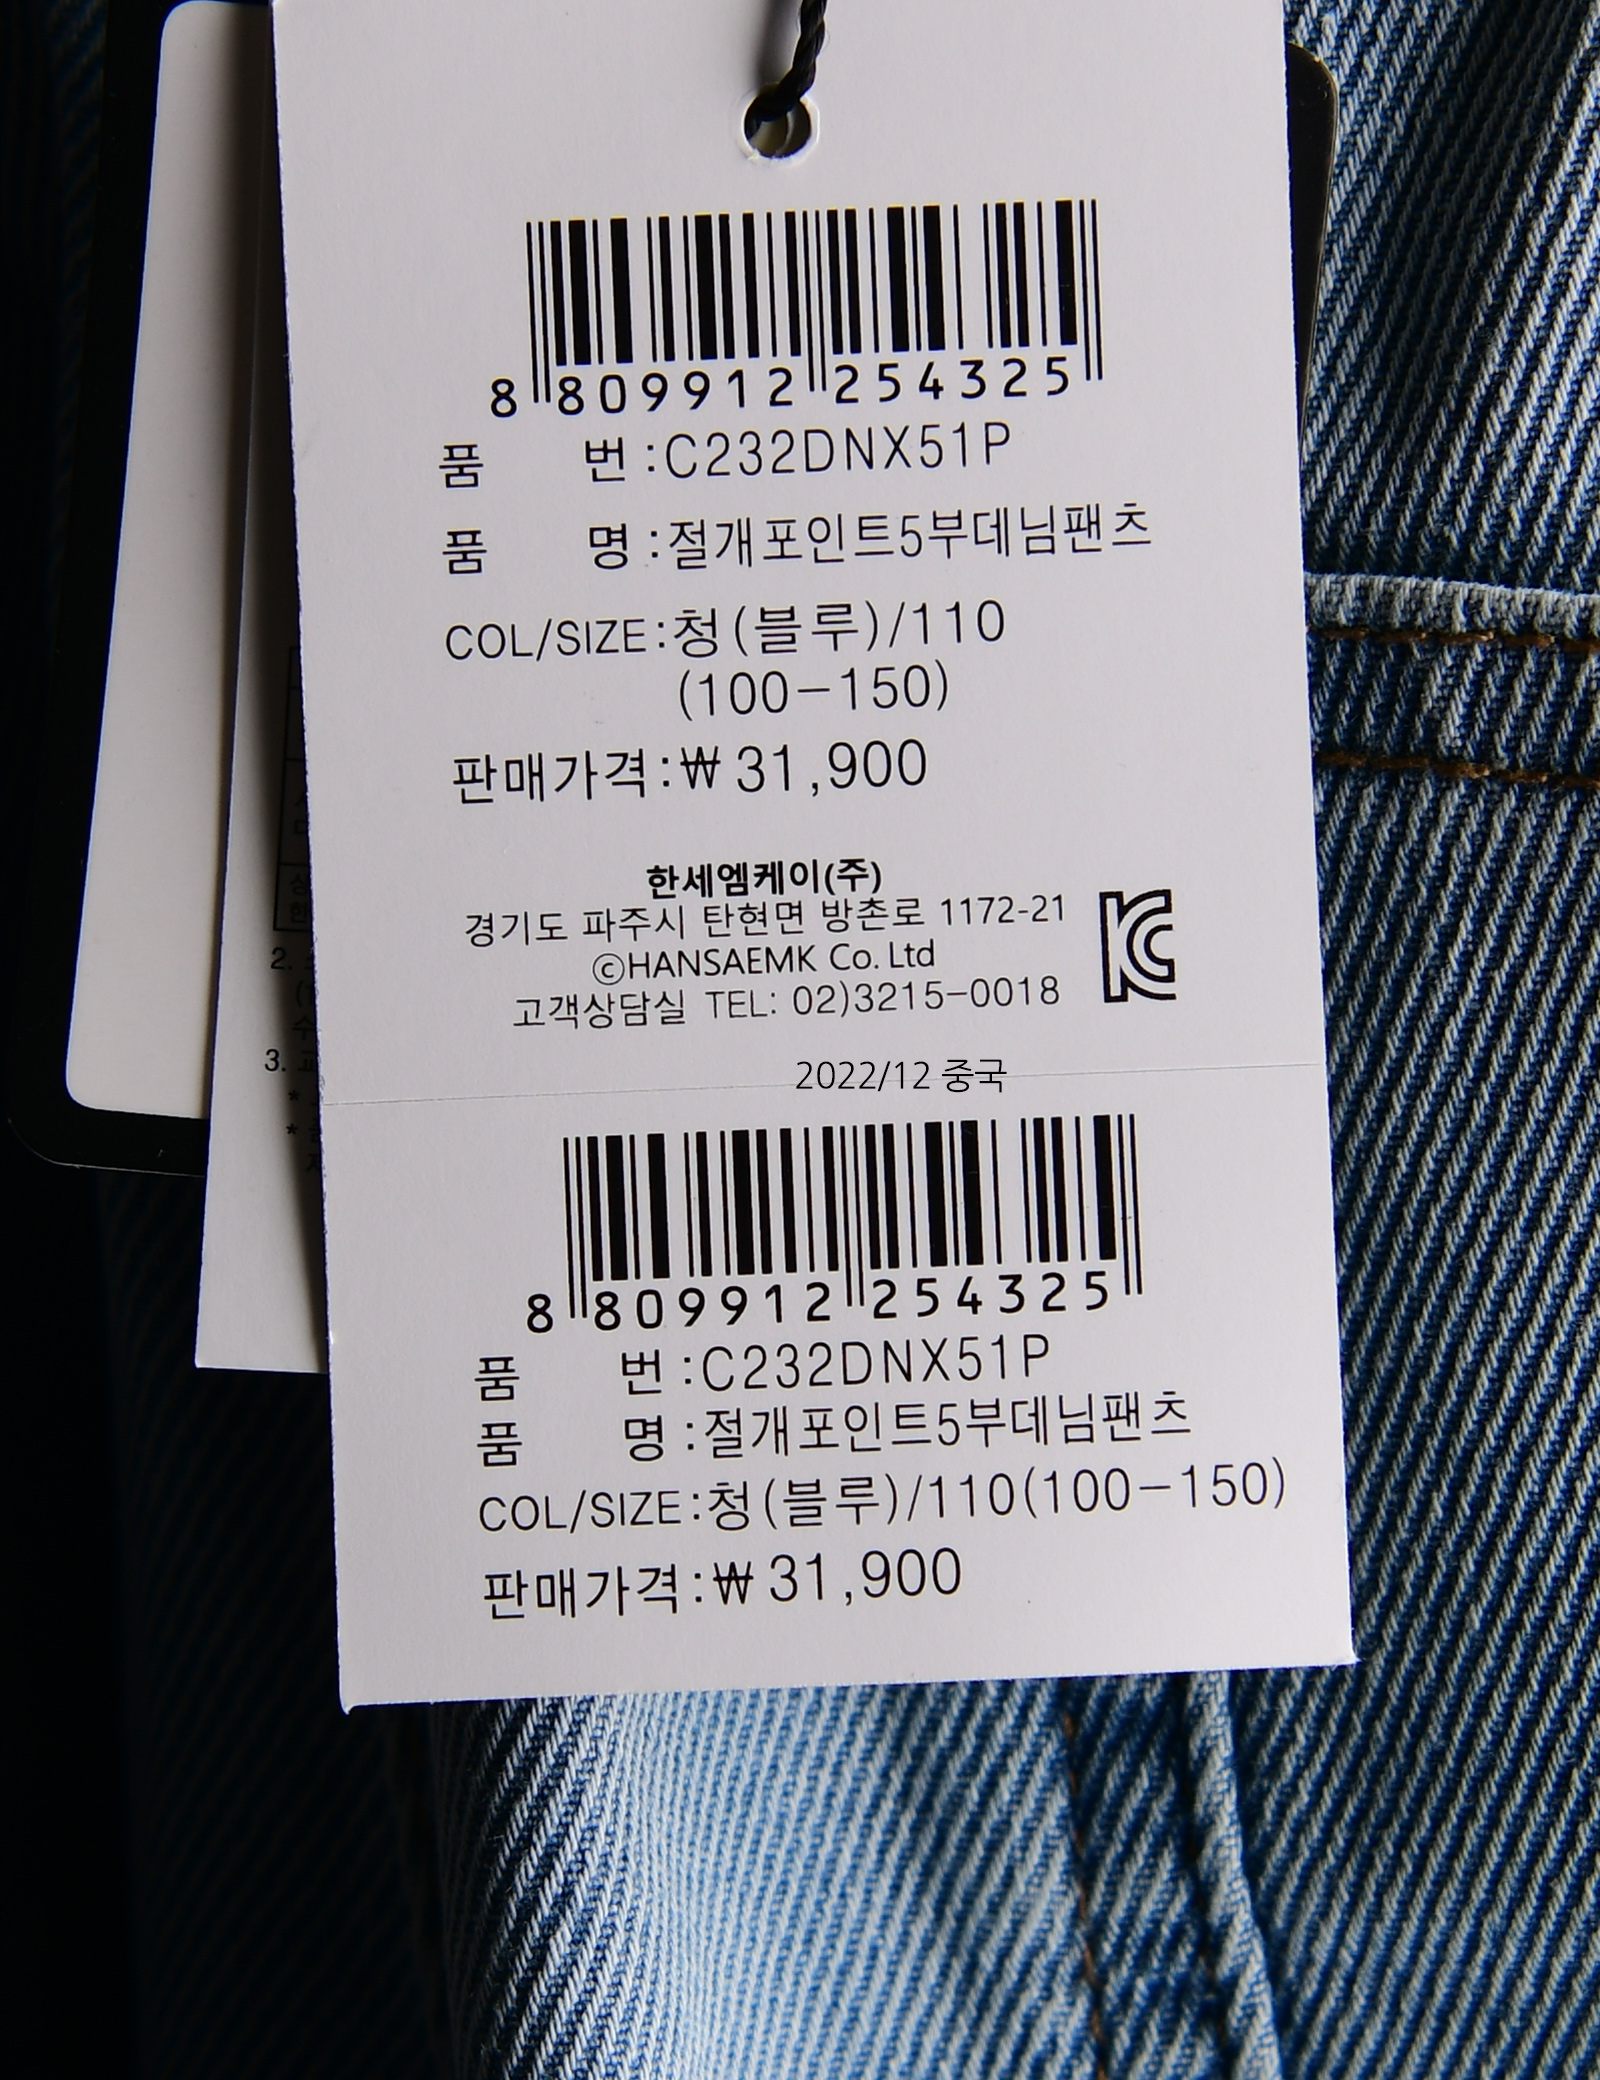 8 809912 254325
품 번 :C232DNX51P
품 명 :절개포인트5부데님팬츠
COL/SIZE:청(블루)/110
(100-150)
판매가격:₩31,900
한세엠케이(주)
경기도 파주시 탄현면 방촌로 1172-21
ⓒHANSAEMK Co. Ltd
고객상담실 TEL: 02)3215-0018
2022/12 중국
8 809912 254325
품 번 :C232DNX51P
품 명 :절개포인트5부데님팬츠
COL/SIZE:청(블루)/110(100-150)
판매가격:₩31,900
2.
3.